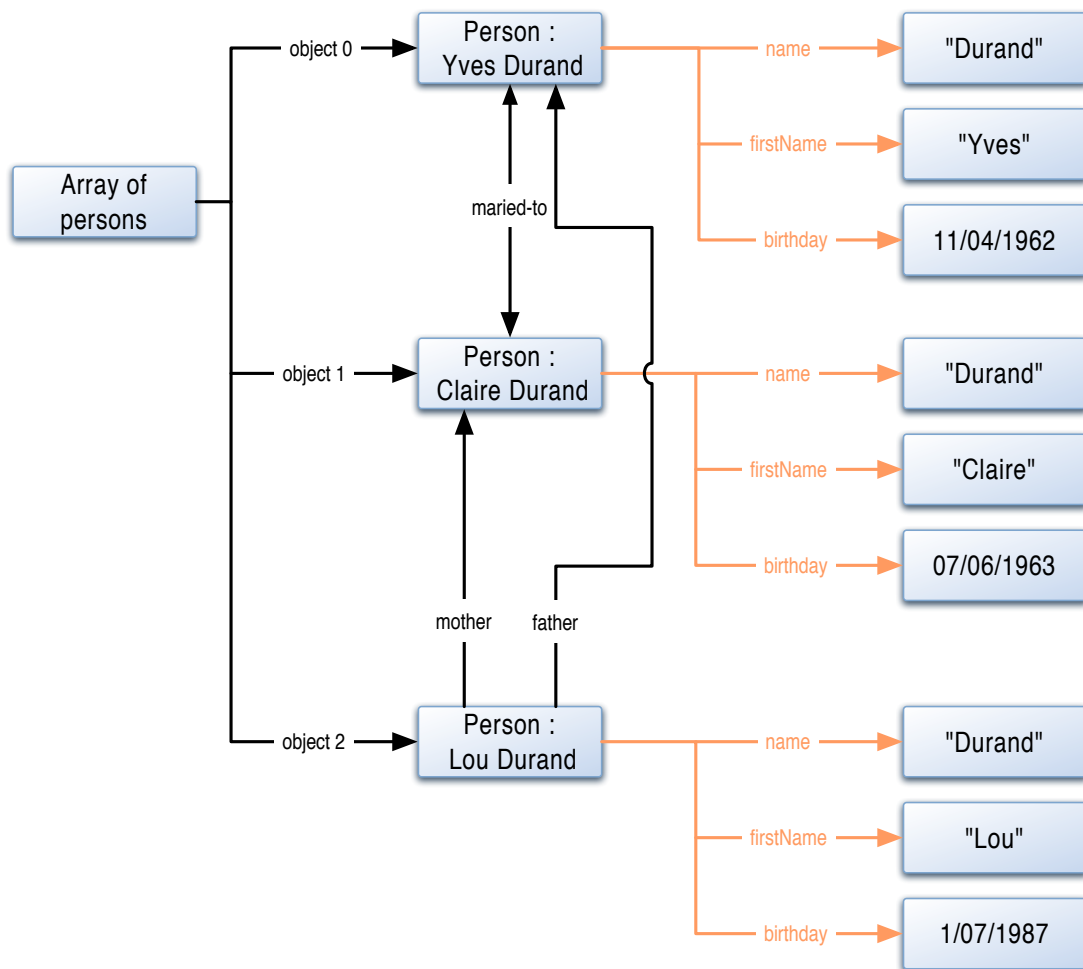 object 0
Person :
Yves Durand
name
"Durand"
firstName
"Yves"
birthday
11/04/1962
Array of
persons
maried-to
object 1
Person :
Claire Durand
name
"Durand"
firstName
"Claire"
birthday
07/06/1963
mother
father
object 2
Person :
Lou Durand
name
"Durand"
firstName
"Lou"
birthday
1/07/1987